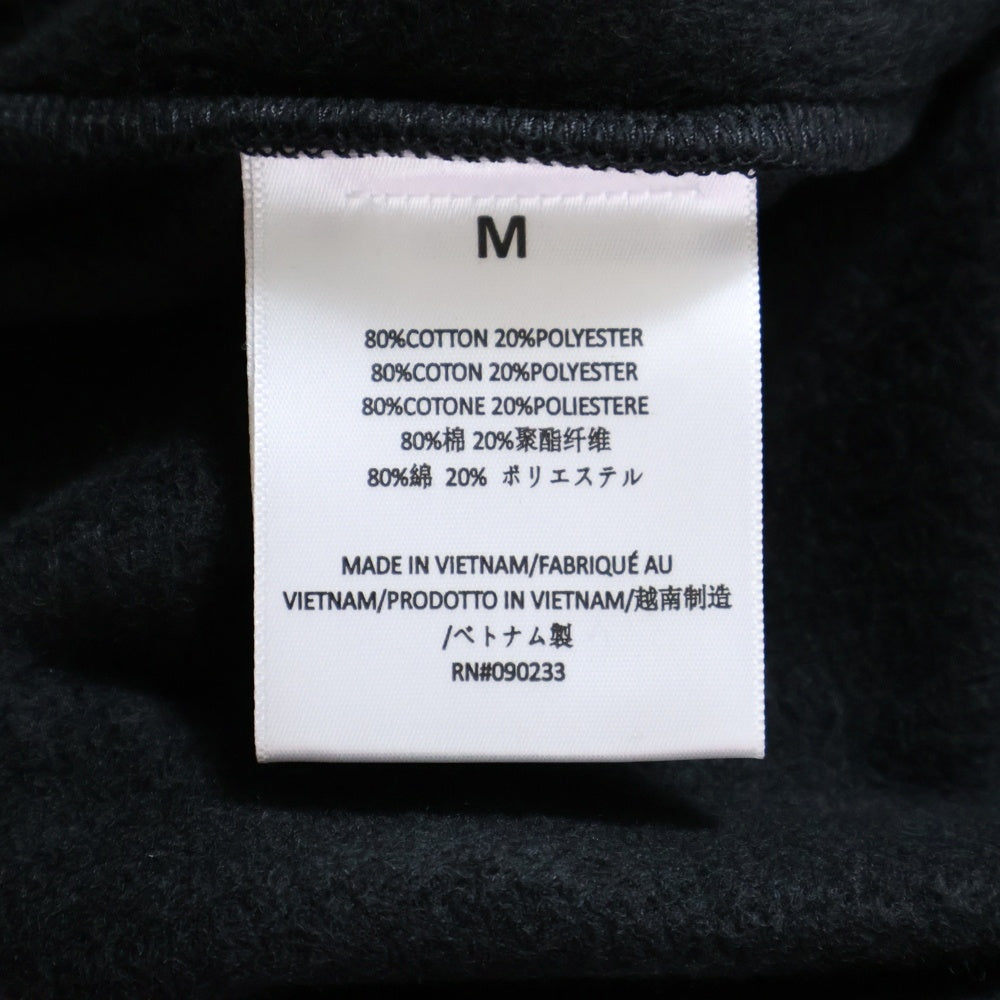 M
80%COTTON 20%POLYESTER
80%COTON 20%POLYESTER
80%COTONE 20%POLIESTERE
80%棉 20%聚酯纤维
80%綿 20% ポリエステル
MADE IN VIETNAM/FABRIQUÉ AU
VIETNAM/PRODOTTO IN VIETNAM/越南制造
/ベトナム製
RN#090233